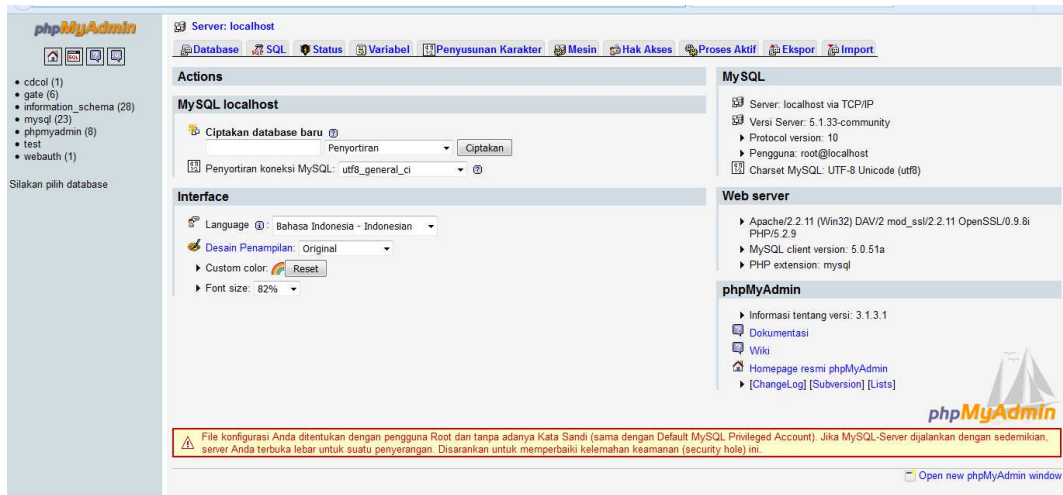 phpMyAdmin
cdcol (1)
gate (6)
information_schema (28)
mysql (23)
phpmyadmin (8)
test
webauth (1)
Silakan pilih database
Server: localhost
Database SQL Status Variabel Penyusunan Karakter Mesin Hak Akses Proses Aktif Ekspor Import
Actions
MySQL localhost
Ciptakan database baru
Penyortiran Ciptakan
Penyortiran koneksi MySQL: utf8_general_ci
Interface
Language : Bahasa Indonesia - Indonesian
Desain Penampilan: Original
Custom color: Reset
Font size: 82%
MySQL
Server: localhost via TCP/IP
Versi Server: 5.1.33-community
Protocol version: 10
Pengguna: root@localhost
Charset MySQL: UTF-8 Unicode (utf8)
Web server
Apache/2.2.11 (Win32) DAV/2 mod_ssl/2.2.11 OpenSSL/0.9.8i
PHP/5.2.9
MySQL client version: 5.0.51a
PHP extension: mysql
phpMyAdmin
Informasi tentang versi: 3.1.3.1
Dokumentasi
Wiki
Homepage resmi phpMyAdmin
[ChangeLog] [Subversion] [Lists]
phpMyAdmin
File konfigurasi Anda ditentukan dengan pengguna Root dan tanpa adanya Kata Sandi (sama dengan Default MySQL Privileged Account). Jika MySQL-Server dijalankan dengan sedemikian,
server Anda terbuka lebar untuk suatu penyerangan. Disarankan untuk memperbaiki kelemahan keamanan (security hole) ini.
Open new phpMyAdmin window